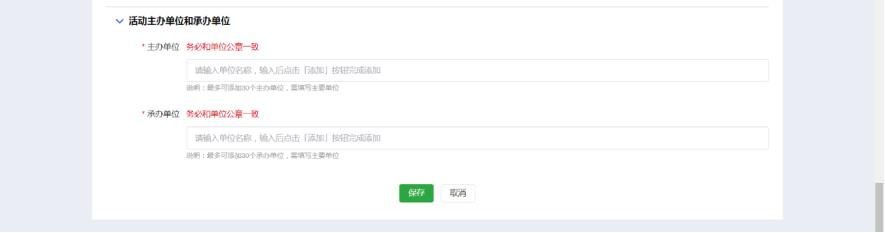 活动主办单位和承办单位
* 主办单位 务必和单位公章一致
请输入单位名称，输入后点击「添加」按钮完成添加
说明：最多可添加30个主办单位，需填写主要单位
* 承办单位 务必和单位公章一致
请输入单位名称，输入后点击「添加」按钮完成添加
说明：最多可添加30个承办单位，需填写主要单位
保存 取消